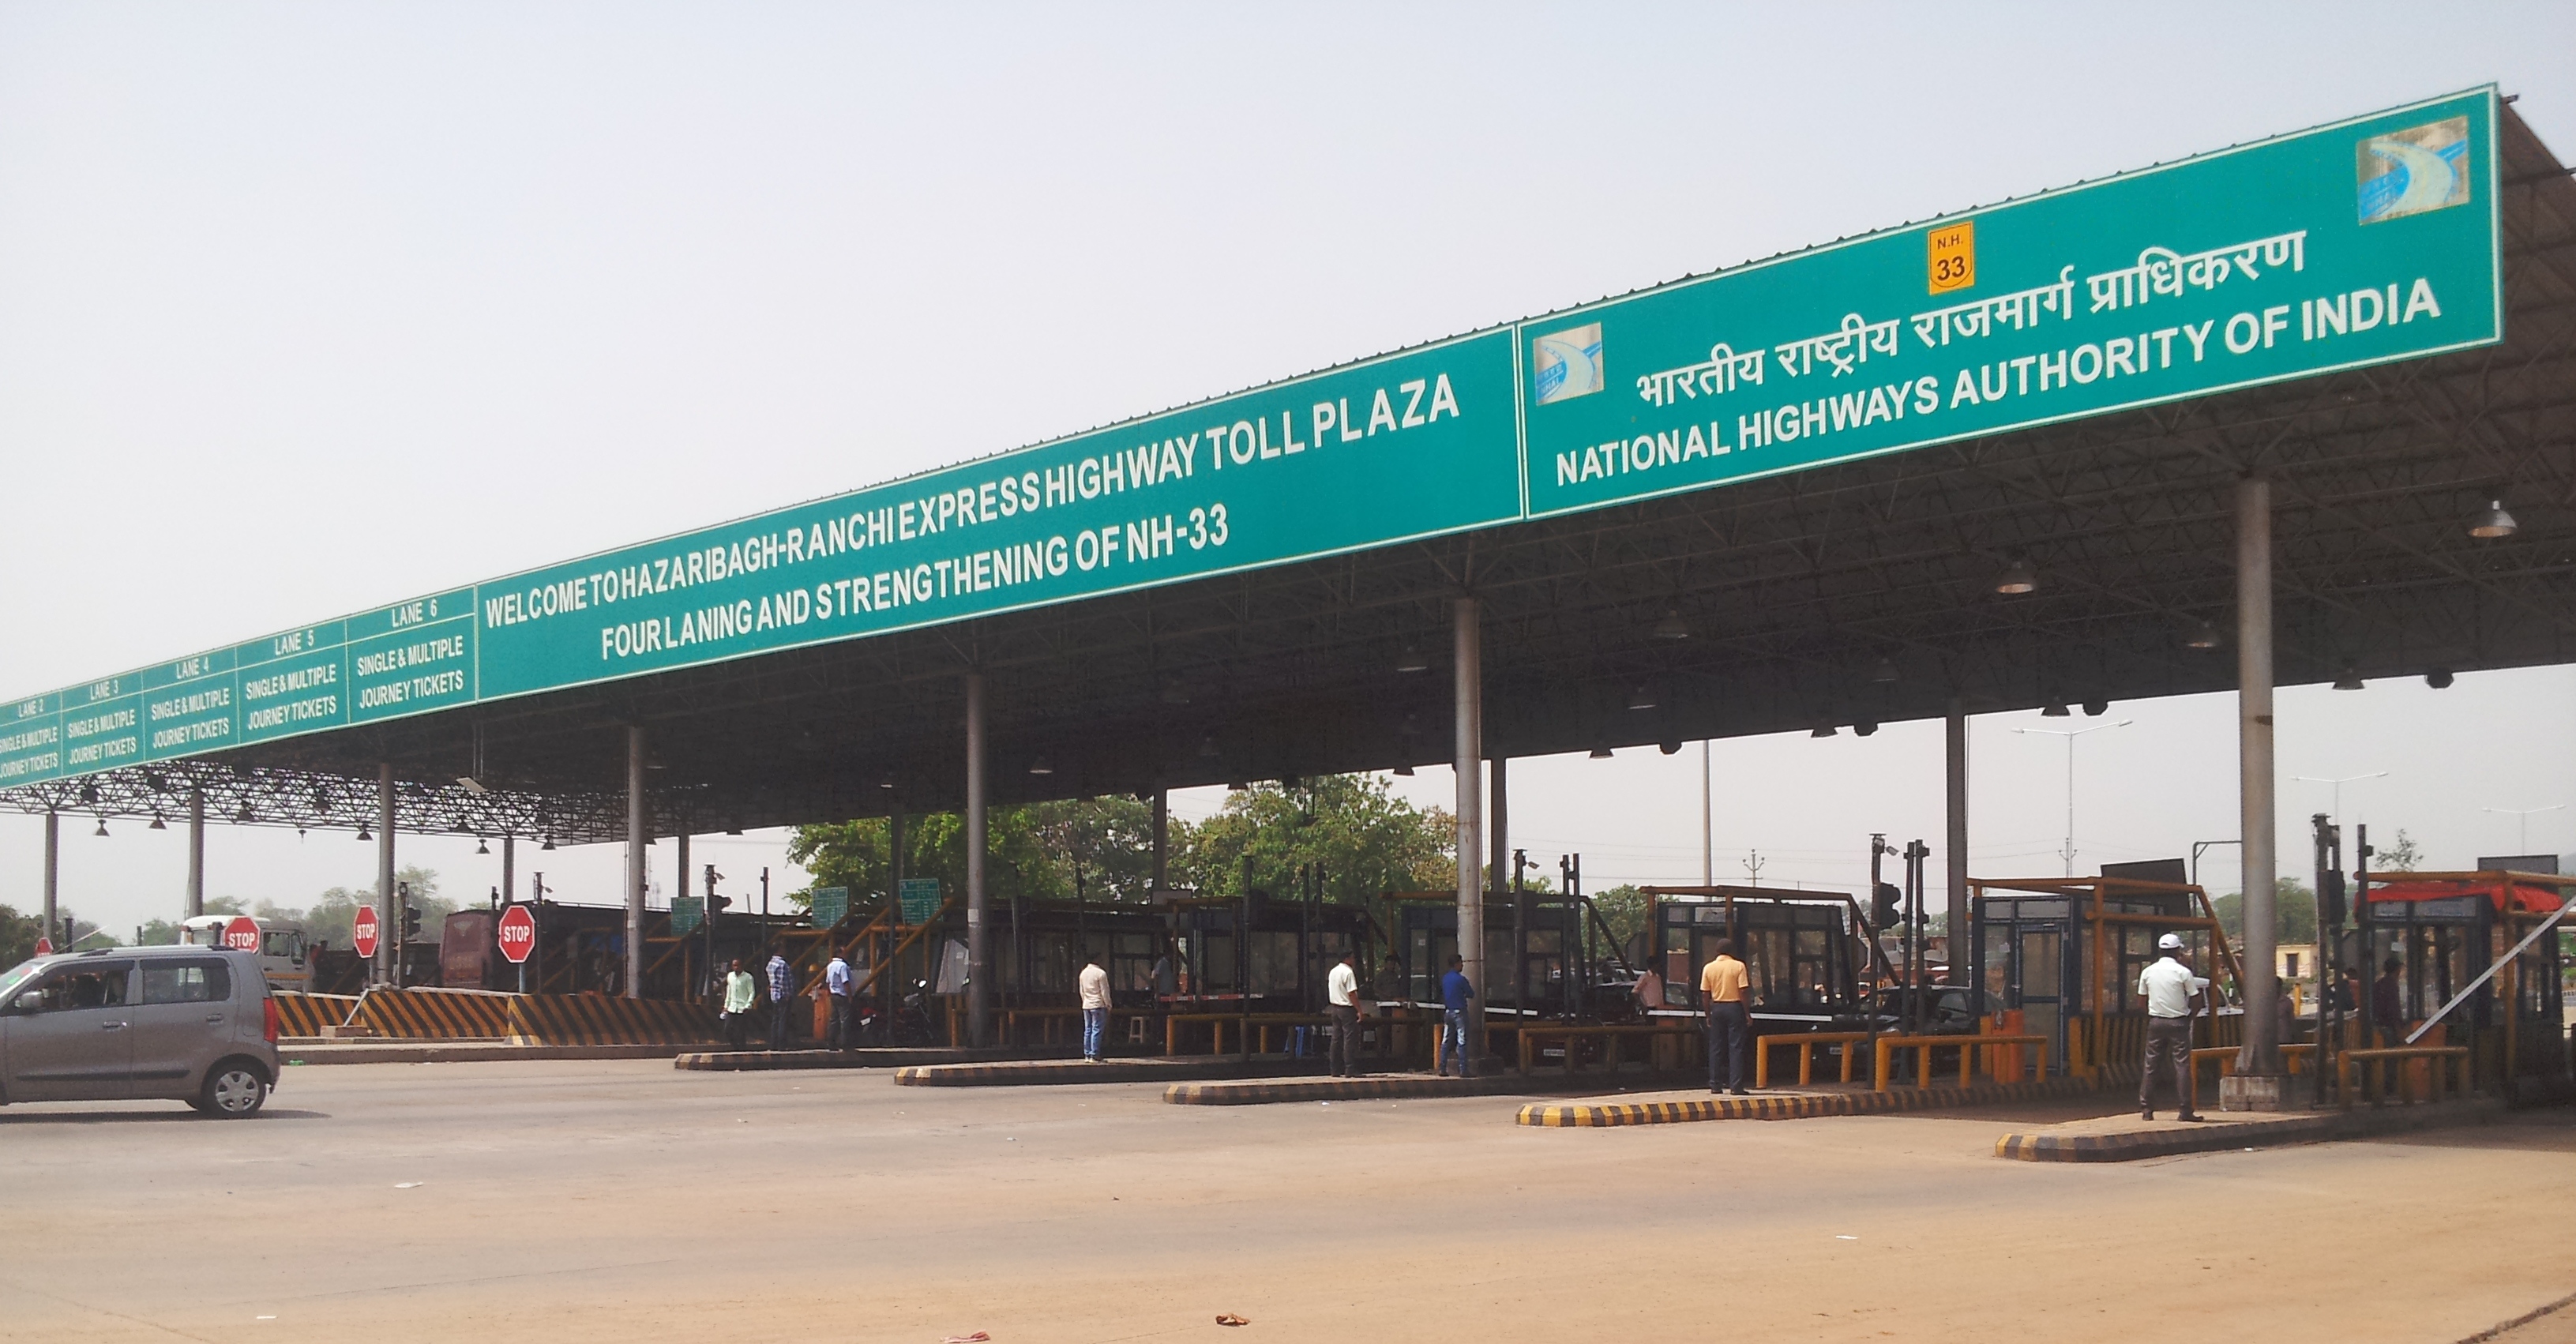 LANE 2
SINGLE & MULTIPLE
JOURNEY TICKETS
LANE 3
SINGLE & MULTIPLE
JOURNEY TICKETS
LANE 4
SINGLE & MULTIPLE
JOURNEY TICKETS
LANE 5
SINGLE & MULTIPLE
JOURNEY TICKETS
LANE 6
SINGLE & MULTIPLE
JOURNEY TICKETS
WELCOME TO HAZARIBAGH-RANCHI EXPRESS HIGHWAY TOLL PLAZA
FOUR LANING AND STRENGTHENING OF NH-33
N.H.
33
भारतीय राष्ट्रीय राजमार्ग प्राधिकरण
NATIONAL HIGHWAYS AUTHORITY OF INDIA
STOP
STOP
STOP